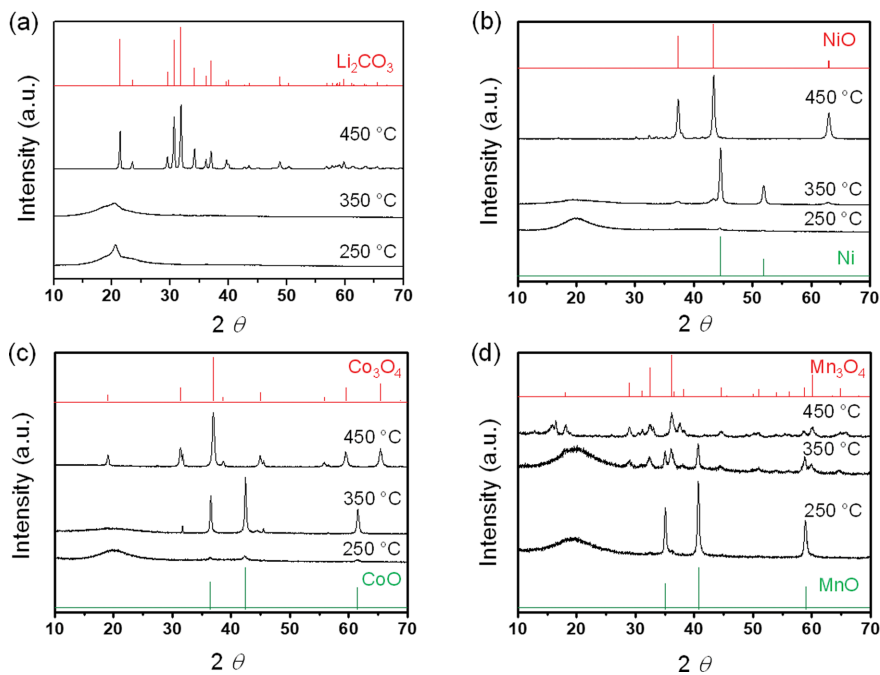 (a)
Li₂CO₃
450 °C
350 °C
250 °C
Intensity (a.u.)
10 20 30 40 50 60 70
2 θ
(b)
NiO
450 °C
350 °C
250 °C
Ni
Intensity (a.u.)
10 20 30 40 50 60 70
2 θ
(c)
Co₃O₄
450 °C
350 °C
250 °C
CoO
Intensity (a.u.)
10 20 30 40 50 60 70
2 θ
(d)
Mn₃O₄
450 °C
350 °C
250 °C
MnO
Intensity (a.u.)
10 20 30 40 50 60 70
2 θ